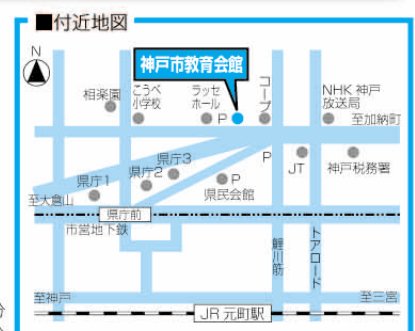 ■付近地図
N
神戸市教育会館
相楽園
こうべ
小学校
ラッセ
ホール
P
コープ
NHK 神戸
放送局
至加納町
P
県庁3
県庁2
県庁1
P
県民会館
JT
神戸税務署
至大倉山
県庁前
市営地下鉄
鯉川筋
トアロード
至神戸
JR 元町駅
至三宮
分